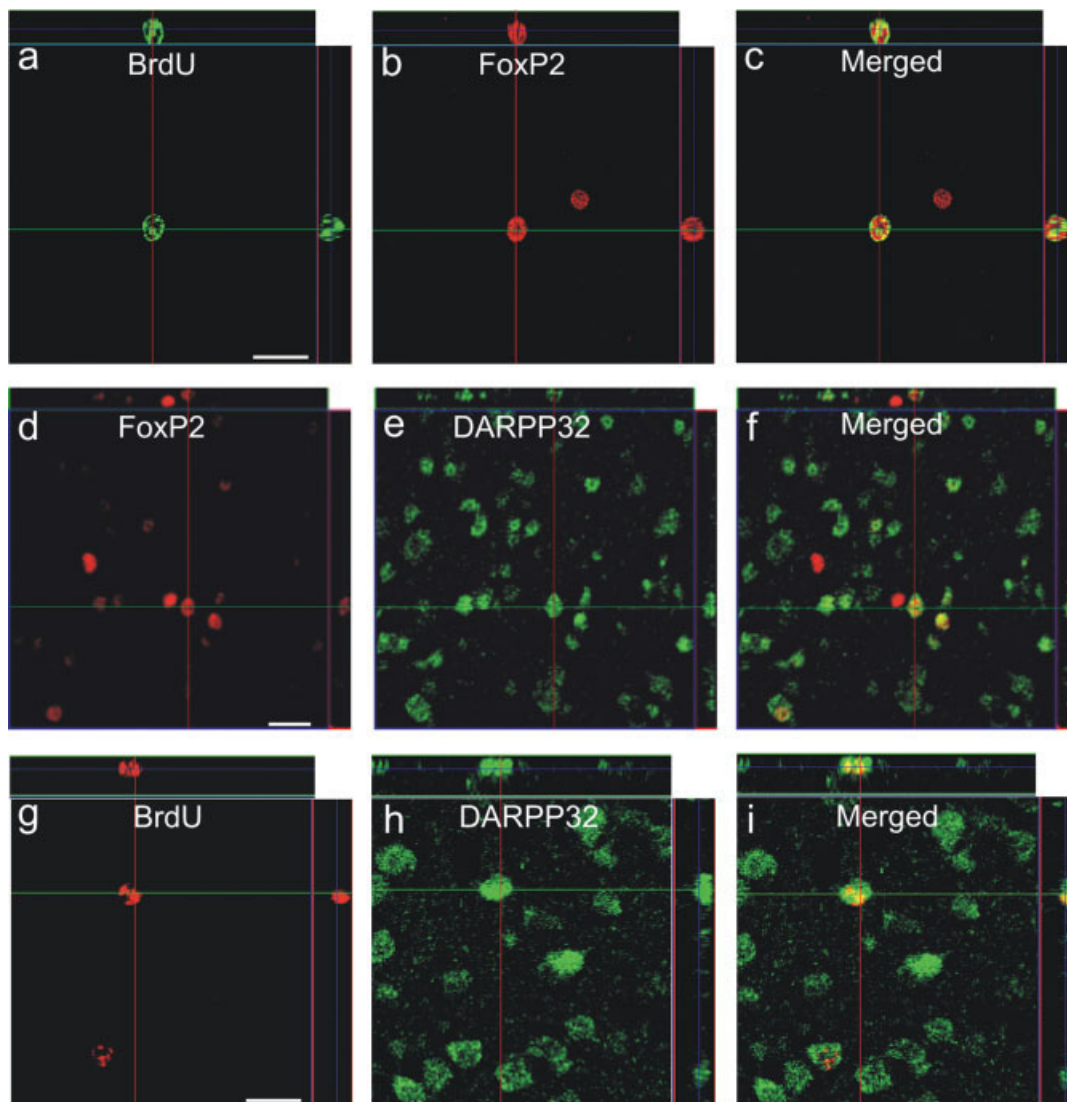 a
BrdU
b
FoxP2
c
Merged
d
FoxP2
e
DARPP32
f
Merged
g
BrdU
h
DARPP32
i
Merged